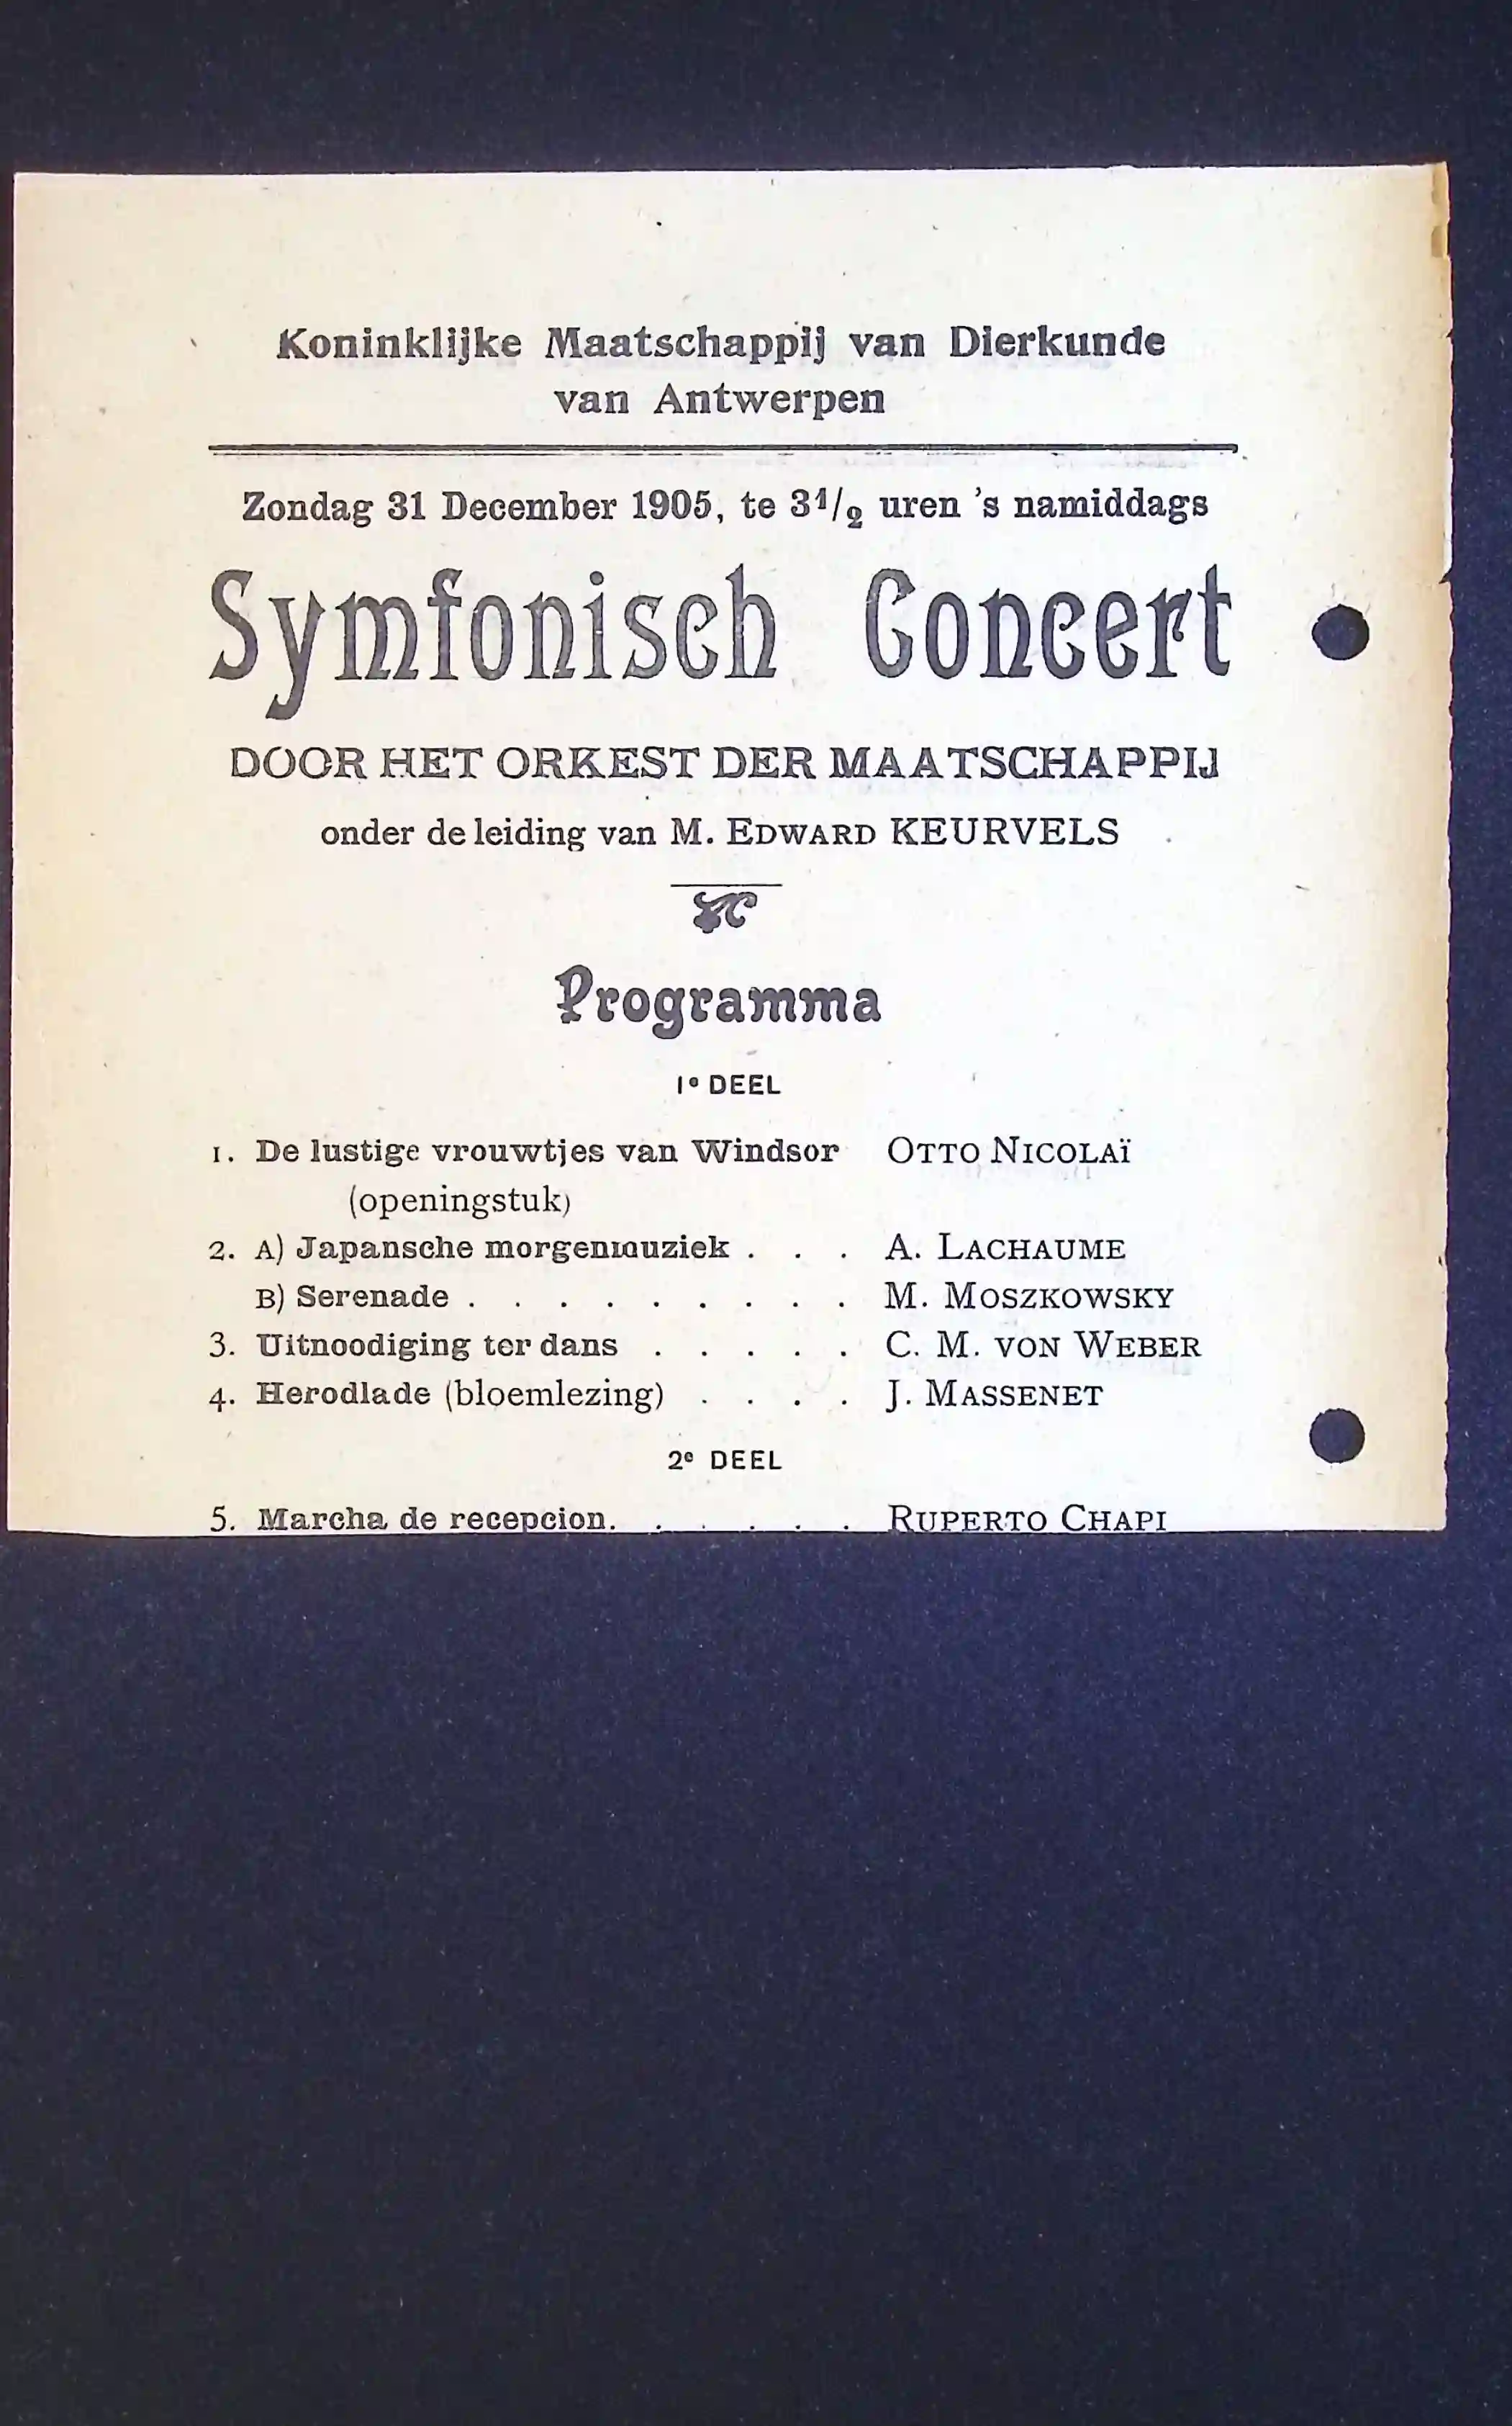 Koninklijke Maatschappij van Dierkunde
van Antwerpen
Zondag 31 December 1905, te 3 1/2 uren 's namiddags
Symfonisch Concert
DOOR HET ORKEST DER MAATSCHAPPIJ
onder de leiding van M. EDWARD KEURVELS
Programma
1e DEEL
1. De lustige vrouwtjes van Windsor OTTO NICOLAÏ
(openingstuk)
2. A) Japansche morgenmuziek . . . A. LACHAUME
B) Serenade . . . . . . . . . M. MOSZKOWSKY
3. Uitnoodiging ter dans . . . . . C. M. VON WEBER
4. Herodiade (bloemlezing) . . . . J. MASSENET
2e DEEL
5. Marcha de recepcion. . . . . . RUPERTO CHAPI